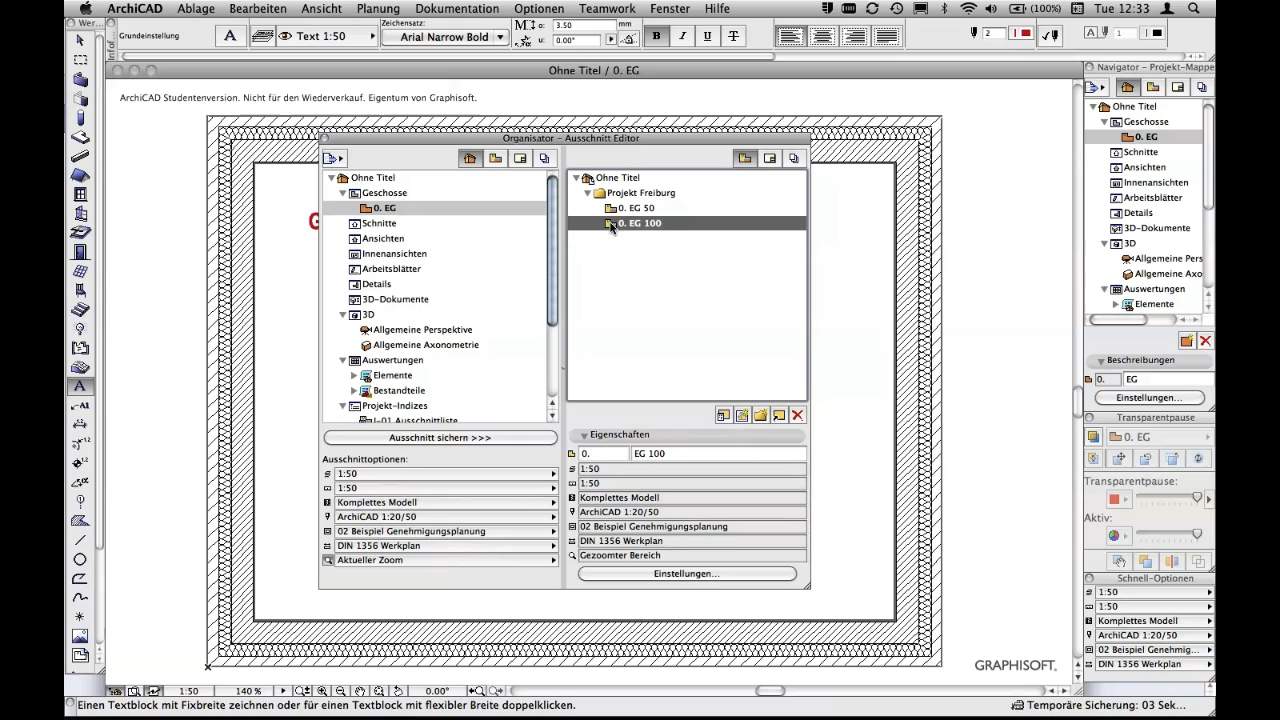 ArchiCAD Ablage Bearbeiten Ansicht Planung Dokumentation Optionen Teamwork Fenster Hilfe (100%) Tue 12:33
Wer...
Grundeinstellung
Text 1:50
Zeichensatz:
Arial Narrow Bold
3.50 mm
u: 0.00°
B I U T
2
1
Ohne Titel / 0. EG
ArchiCAD Studentenversion. Nicht für den Wiederverkauf. Eigentum von Graphisoft.
G
Organisator - Ausschnitt Editor
Ohne Titel
Geschosse
0. EG
Schnitte
Ansichten
Innenansichten
Arbeitsblätter
Details
3D-Dokumente
3D
Allgemeine Perspektive
Allgemeine Axonometrie
Auswertungen
Elemente
Bestandteile
Projekt-Indizes
I-01 Ausschnittliste
Ausschnitt sichern >>>
Ausschnittoptionen:
1:50
1:50
Komplettes Modell
ArchiCAD 1:20/50
02 Beispiel Genehmigungsplanung
DIN 1356 Werkplan
Aktueller Zoom
Ohne Titel
Projekt Freiburg
0. EG 50
0. EG 100
Eigenschaften
0. EG 100
1:50
1:50
Komplettes Modell
ArchiCAD 1:20/50
02 Beispiel Genehmigungsplanung
DIN 1356 Werkplan
Gezoomter Bereich
Einstellungen...
Navigator - Projekt-Mappe
Ohne Titel
Geschosse
0. EG
Schnitte
Ansichten
Innenansichten
Arbeitsblätter
Details
3D-Dokumente
3D
Allgemeine Pers
Allgemeine Axo
Auswertungen
Elemente
Beschreibungen
0. EG
Einstellungen...
Transparentpause
0. EG
Transparentpause:
Aktiv:
Schnell-Optionen
1:50
1:50
Komplettes Modell
ArchiCAD 1:20/50
02 Beispiel Genehmig...
DIN 1356 Werkplan
GRAPHISOFT.
1:50 140 % 0.00°
Einen Textblock mit Fixbreite zeichnen oder für einen Textblock mit flexibler Breite doppelklicken.
Temporäre Sicherung: 03 Sek...